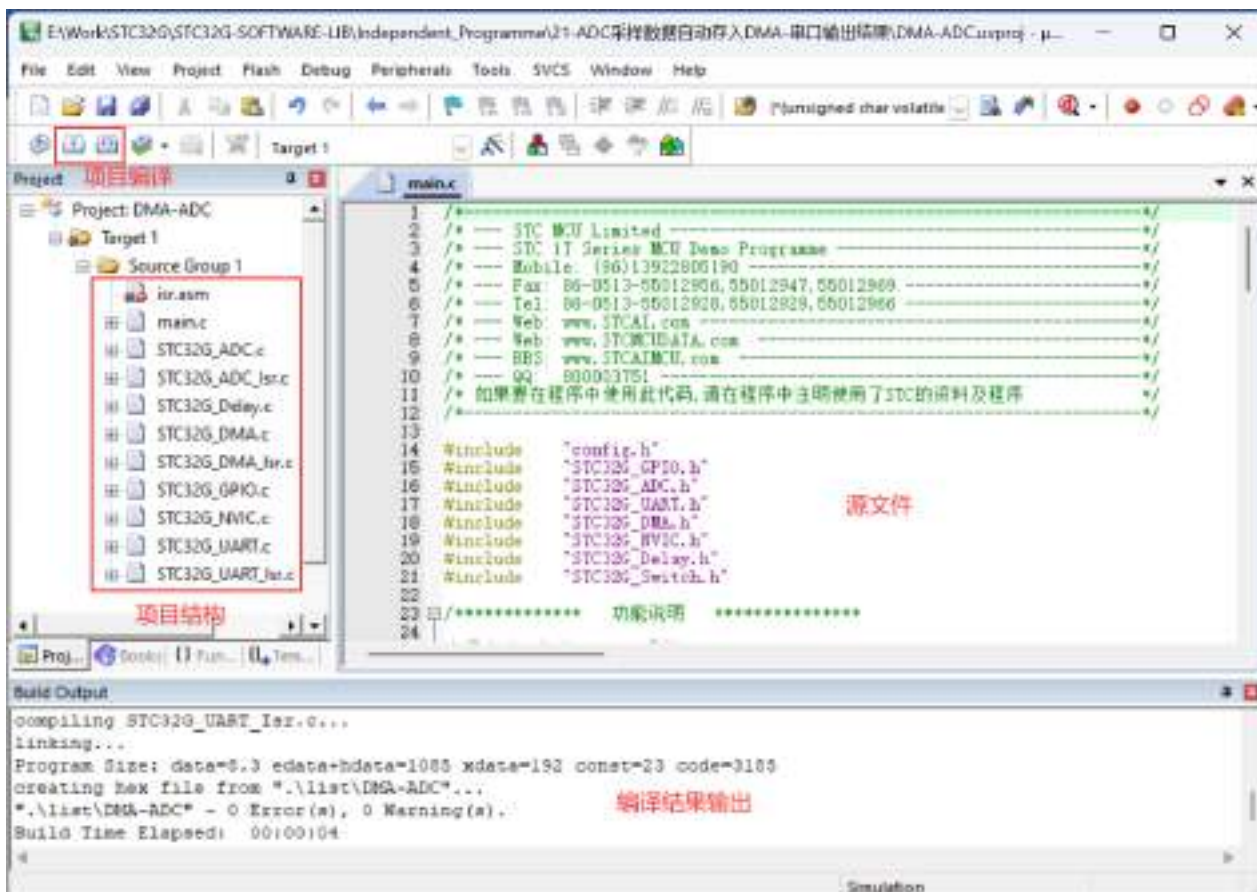 E:\Work\STC32G\STC32G-SOFTWARE-LIB\Independent_Programme\21-ADC采样数据自动存入DMA-串口输出结果\DMA-ADC.uvproj - µ...
File Edit View Project Flash Debug Peripherals Tools SVCS Window Help
(*(unsigned char volatile
Target 1
Project
项目编译
main.c
Project: DMA-ADC
Target 1
Source Group 1
isr.asm
main.c
STC32G_ADC.c
STC32G_ADC_Isr.c
STC32G_Delay.c
STC32G_DMA.c
STC32G_DMA_Isr.c
STC32G_GPIO.c
STC32G_NVIC.c
STC32G_UART.c
STC32G_UART_Isr.c
项目结构
Proj... Books {} Fun... Tem...
1 /*---------------------------------------------------------------------*/
2 /* --- STC MCU Limited ------------------------------------------------*/
3 /* --- STC 1T Series MCU Demo Programme -------------------------------*/
4 /* --- Mobile: (86)13922805190 ----------------------------------------*/
5 /* --- Fax: 86-0513-55012956,55012947,55012969 ------------------------*/
6 /* --- Tel: 86-0513-55012928,55012929,55012966 ------------------------*/
7 /* --- Web: www.STCAI.com ---------------------------------------------*/
8 /* --- Web: www.STCMCUDATA.com ---------------------------------------*/
9 /* --- BBS: www.STCAIMCU.com -----------------------------------------*/
10 /* --- QQ: 800003751 -------------------------------------------------*/
11 /* 如果要在程序中使用此代码,请在程序中注明使用了STC的资料及程序 */
12 /*---------------------------------------------------------------------*/
13
14 #include "config.h"
15 #include "STC32G_GPIO.h"
16 #include "STC32G_ADC.h"
17 #include "STC32G_UART.h"
18 #include "STC32G_DMA.h"
19 #include "STC32G_NVIC.h"
20 #include "STC32G_Delay.h"
21 #include "STC32G_Switch.h"
22
23 /************* 功能说明 ***************
24
源文件
Build Output
compiling STC32G_UART_Isr.c...
linking...
Program Size: data=8.3 edata+hdata=1085 xdata=192 const=23 code=3185
creating hex file from ".\list\DMA-ADC"...
".\list\DMA-ADC" - 0 Error(s), 0 Warning(s).
Build Time Elapsed: 00:00:04
编译结果输出
Simulation